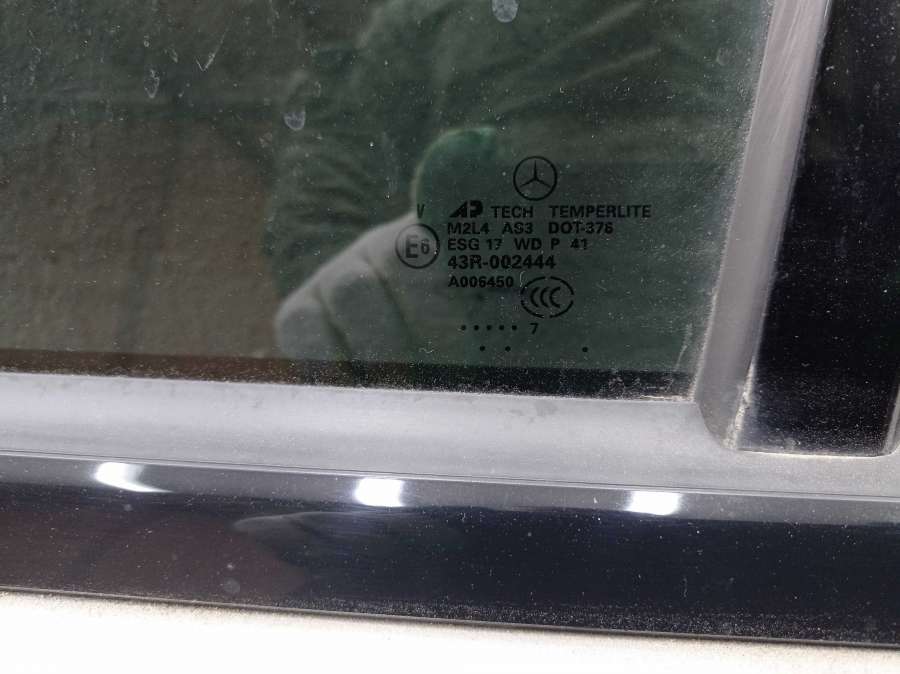 V AP TECH TEMPERLITE
M2L4 AS3 DOT-376
E6 ESG 17 WD P 41
43R-002444
A006450 CCC
••••• 7